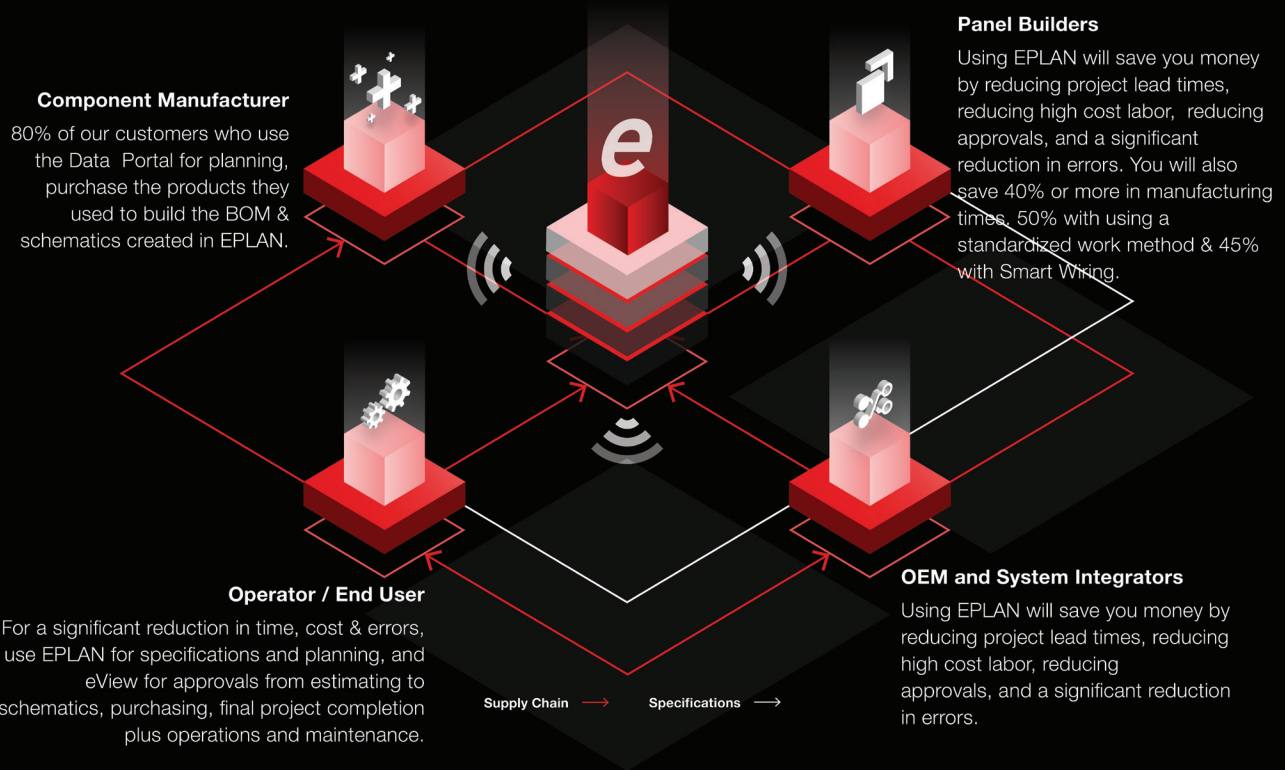 Component Manufacturer
80% of our customers who use
the Data Portal for planning,
purchase the products they
used to build the BOM &
schematics created in EPLAN.
e
Panel Builders
Using EPLAN will save you money
by reducing project lead times,
reducing high cost labor, reducing
approvals, and a significant
reduction in errors. You will also
save 40% or more in manufacturing
times. 50% with using a
standardized work method & 45%
with Smart Wiring.
Operator / End User
For a significant reduction in time, cost & errors,
use EPLAN for specifications and planning, and
eView for approvals from estimating to
schematics, purchasing, final project completion
plus operations and maintenance.
Supply Chain
Specifications
OEM and System Integrators
Using EPLAN will save you money by
reducing project lead times, reducing
high cost labor, reducing
approvals, and a significant reduction
in errors.